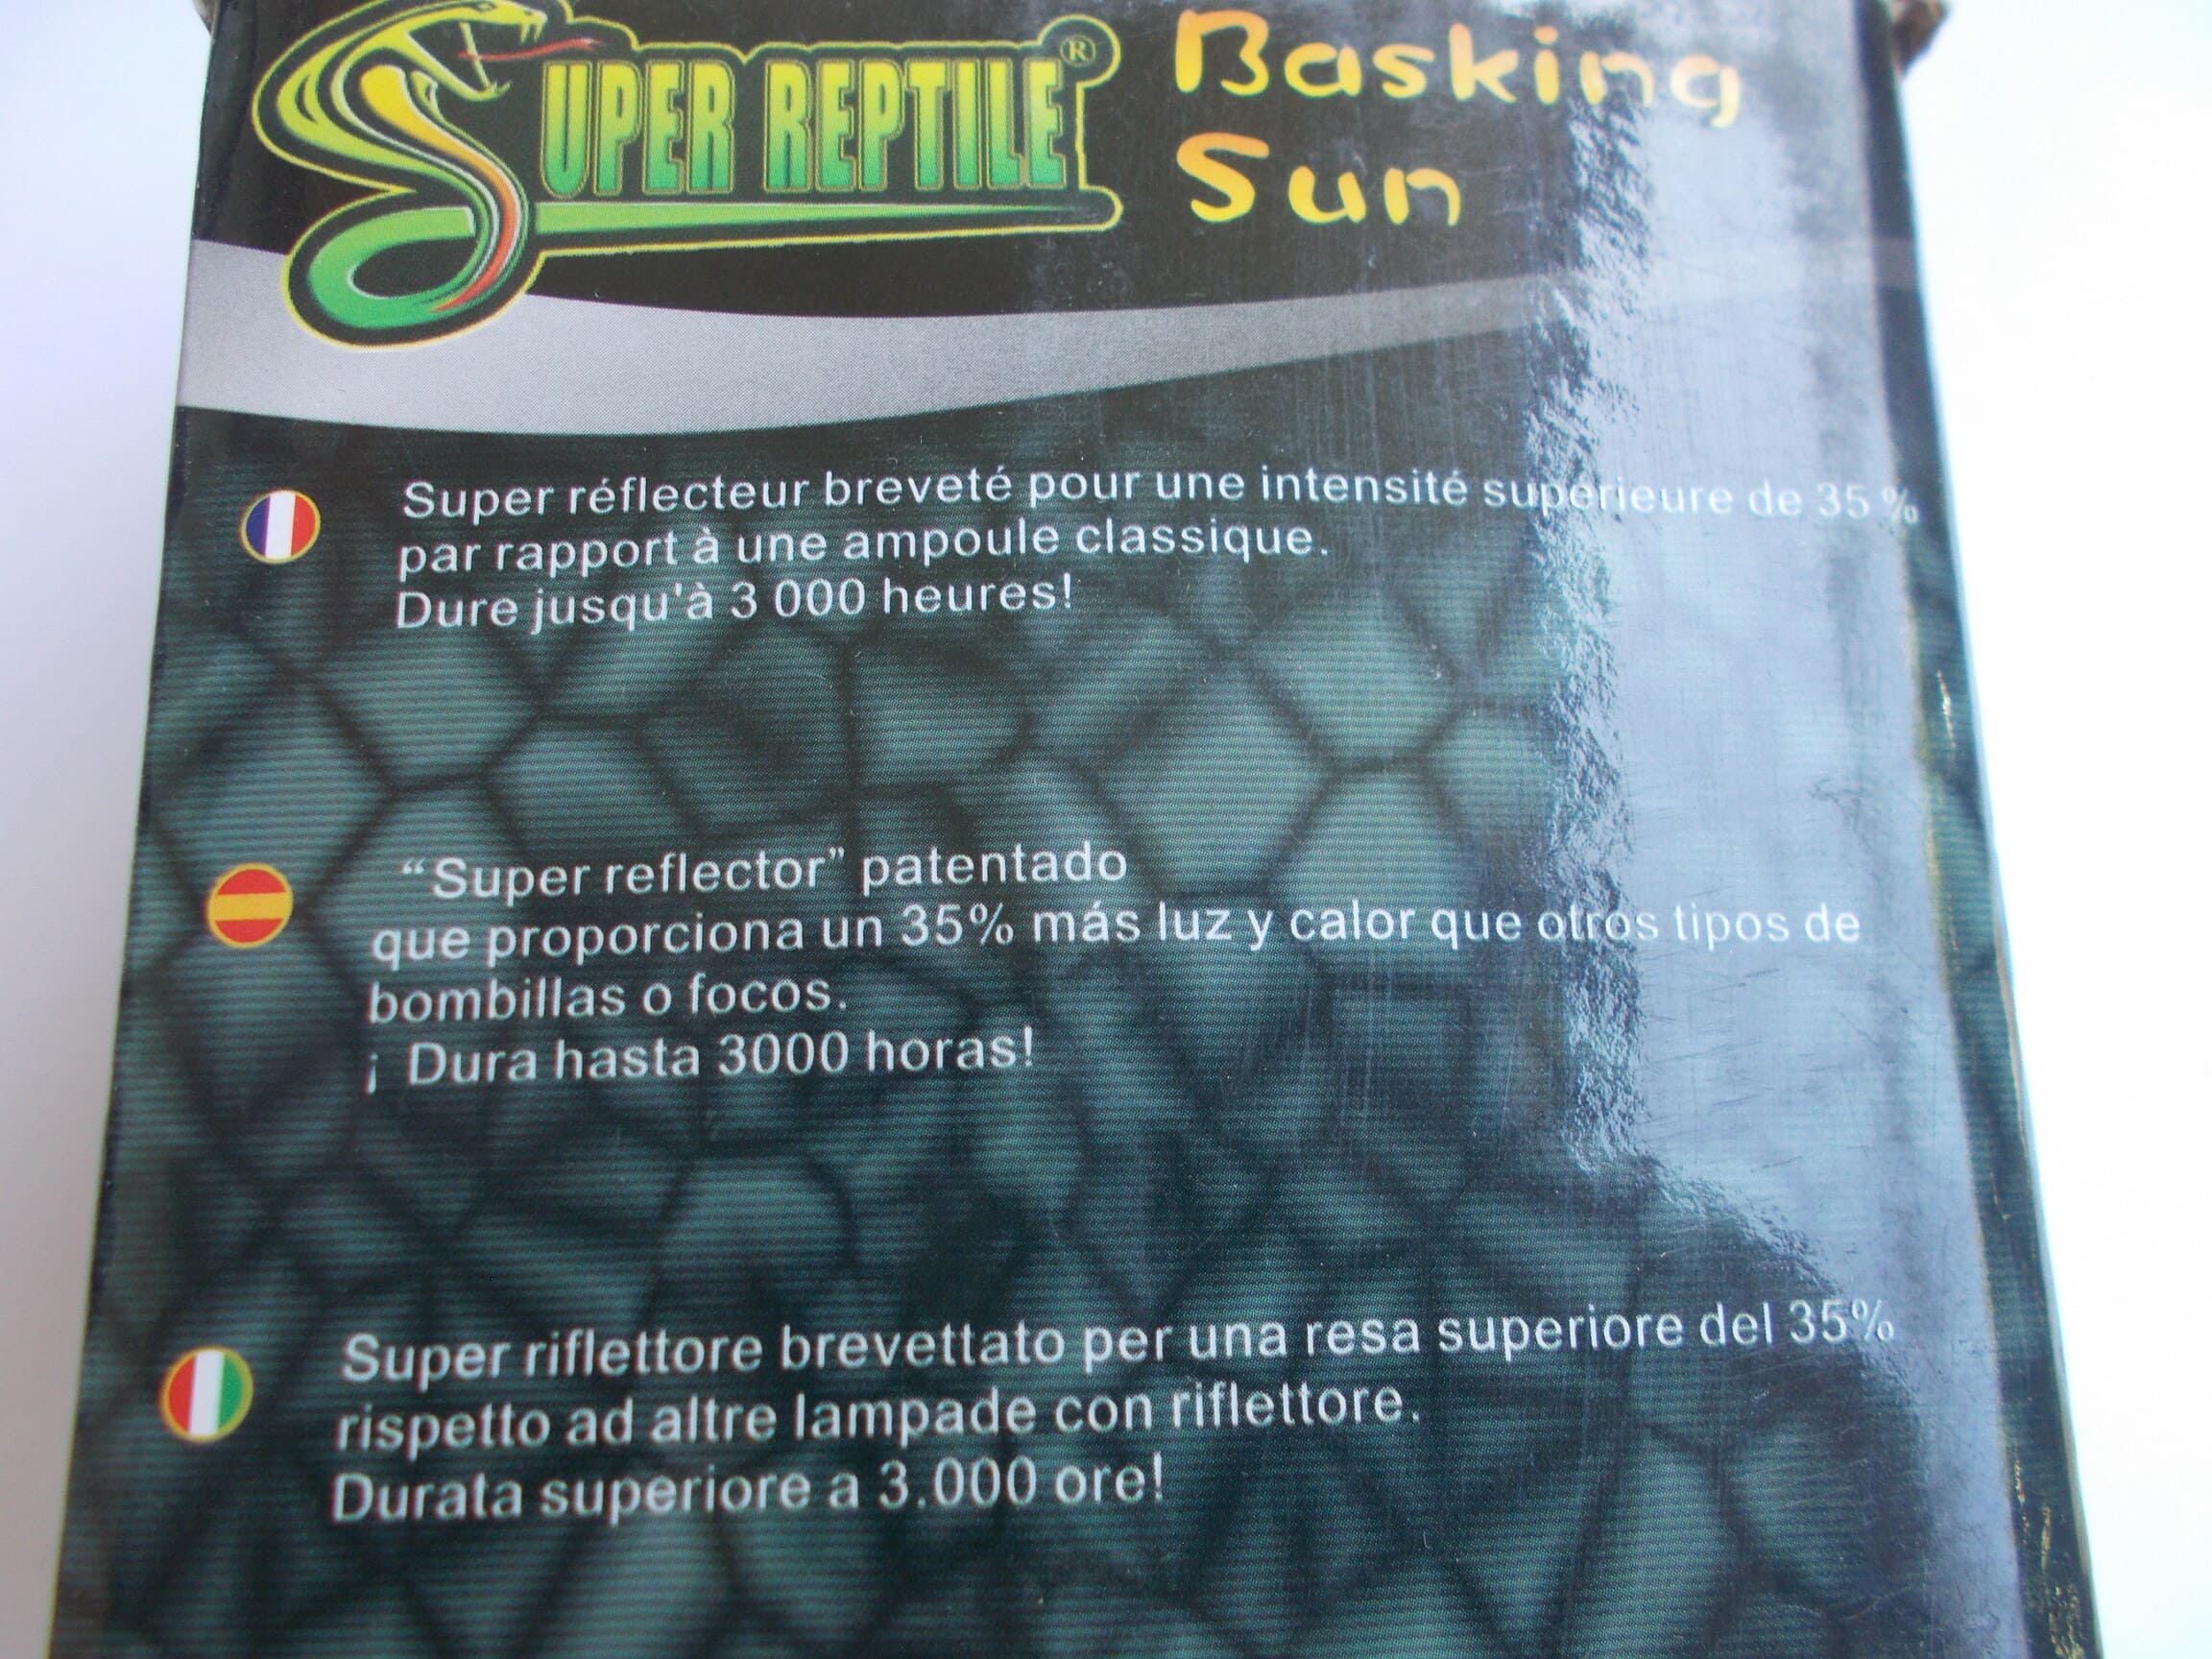 SUPER REPTILE® Basking
Sun
Super réflecteur breveté pour une intensité supérieure de 35 %
par rapport à une ampoule classique.
Dure jusqu'à 3 000 heures!
“Super reflector” patentado
que proporciona un 35% más luz y calor que otros tipos de
bombillas o focos.
¡ Dura hasta 3000 horas!
Super riflettore brevettato per una resa superiore del 35%
rispetto ad altre lampade con riflettore.
Durata superiore a 3.000 ore!